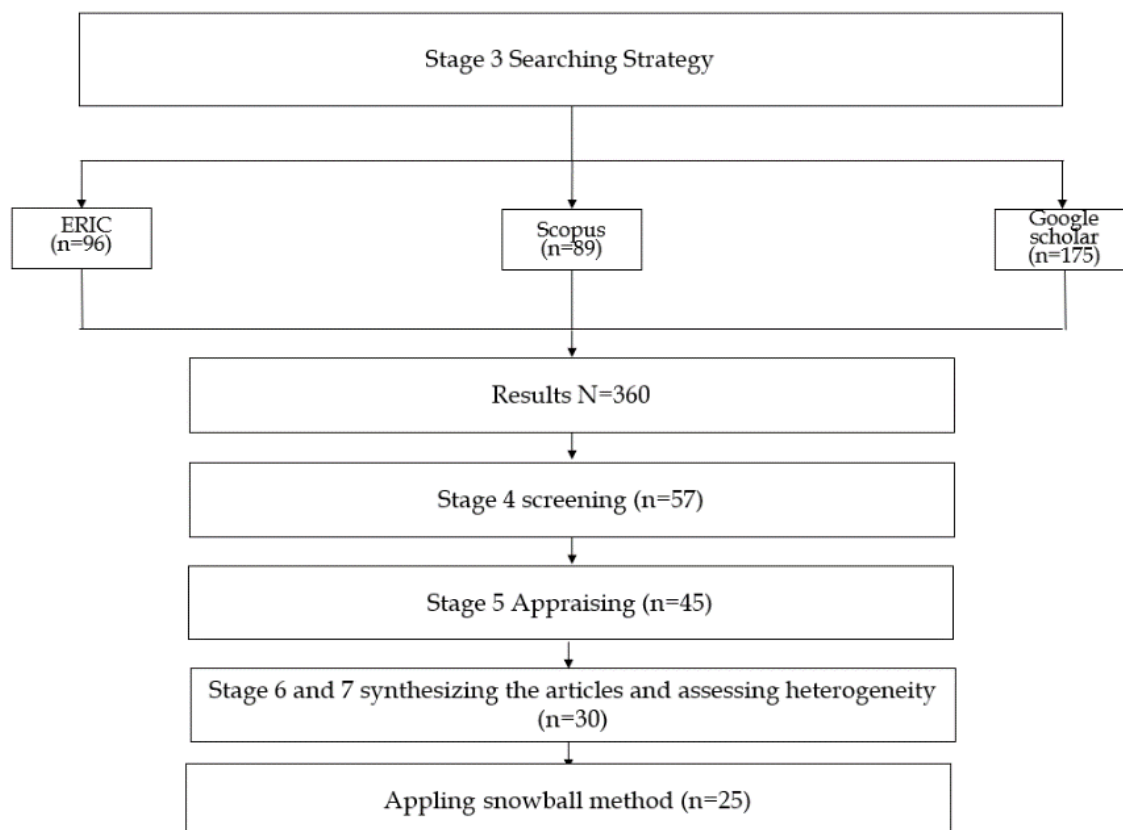 Stage 3 Searching Strategy
ERIC
(n=96)
Scopus
(n=89)
Google
scholar
(n=175)
Results N=360
Stage 4 screening (n=57)
Stage 5 Appraising (n=45)
Stage 6 and 7 synthesizing the articles and assessing heterogeneity
(n=30)
Appling snowball method (n=25)